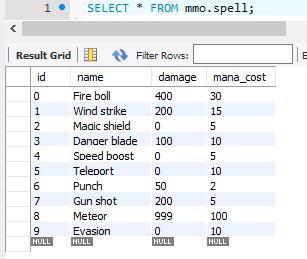 1 SELECT * FROM mmo.spell;
Result Grid Filter Rows: E
id name damage mana_cost
0 Fire boll 400 30
1 Wind strike 200 15
2 Magic shield 0 5
3 Danger blade 100 10
4 Speed boost 0 5
5 Teleport 0 10
6 Punch 50 2
7 Gun shot 200 5
8 Meteor 999 100
9 Evasion 0 10
NULL NULL NULL NULL